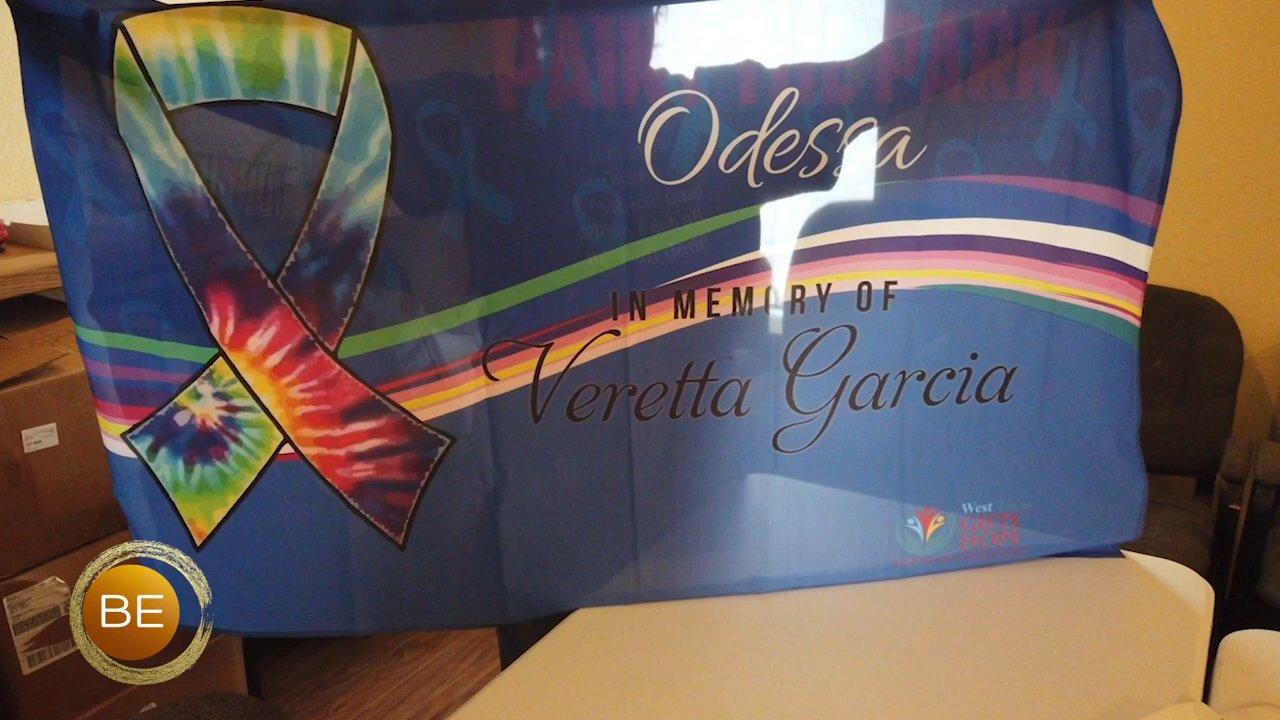 PAINT THE PARK
Odessa
IN MEMORY OF
Veretta Garcia
West
GIFTS
HOPE
BE